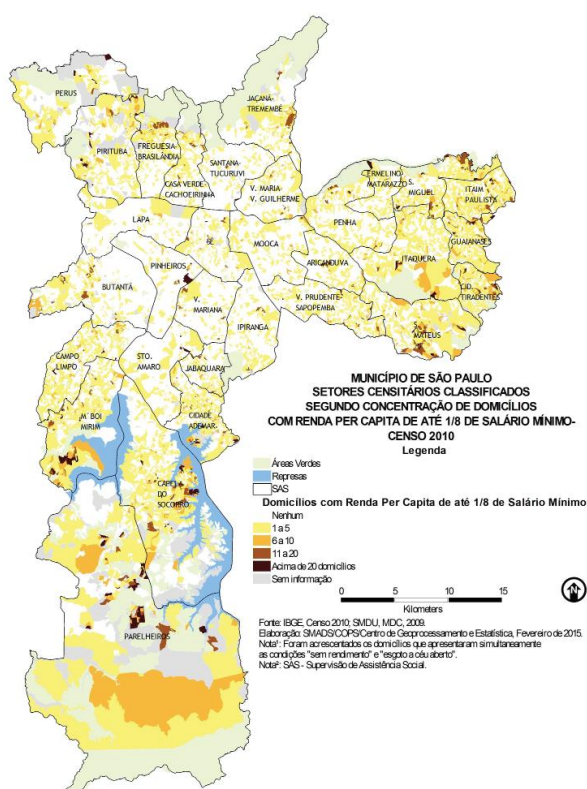 PERUS
JAÇANÃ-
TREMEMBÉ
PIRITUBA
FREGUESIA-
BRASILÂNDIA
SANTANA-
TUCURUVI
CASA VERDE-
CACHOEIRINHA
V. MARIA-
V. GUILHERME
ERMELINO-
MATARAZZO
S.
MIGUEL
ITAIM
PAULISTA
PENHA
LAPA
SÉ
MOOCA
GUAIANASES
ITAQUERA
ARICANDUVA
PINHEIROS
CID.
TIRADENTES
BUTANTÃ
V.
MARIANA
V. PRUDENTE-
SAPOPEMBA
IPIRANGA
S.
MATEUS
CAMPO
LIMPO
STO.
AMARO
JABAQUARA
M' BOI
MIRIM
CIDADE
ADEMAR
CAPELA
DO
SOCORRO
PARELHEIROS
MUNICÍPIO DE SÃO PAULO
SETORES CENSITÁRIOS CLASSIFICADOS
SEGUNDO CONCENTRAÇÃO DE DOMICÍLIOS
COM RENDA PER CAPITA DE ATÉ 1/8 DE SALÁRIO MÍNIMO-
CENSO 2010
Legenda
Áreas Verdes
Represas
SAS
Domicílios com Renda Per Capita de até 1/8 de Salário Mínimo
Nenhum
1 a 5
6 a 10
11 a 20
Acima de 20 domicílios
Sem informação
0 5 10 15
Kilometers
N
Fonte: IBGE, Censo 2010; SMDU, MDC, 2009.
Elaboração: SMADS/COPS/Centro de Geoprocessamento e Estatística, Fevereiro de 2015.
Nota¹: Foram acrescentados os domicílios que apresentaram simultaneamente
as condições "sem rendimento" e "esgoto a céu aberto".
Nota²: SAS - Supervisão de Assistência Social.